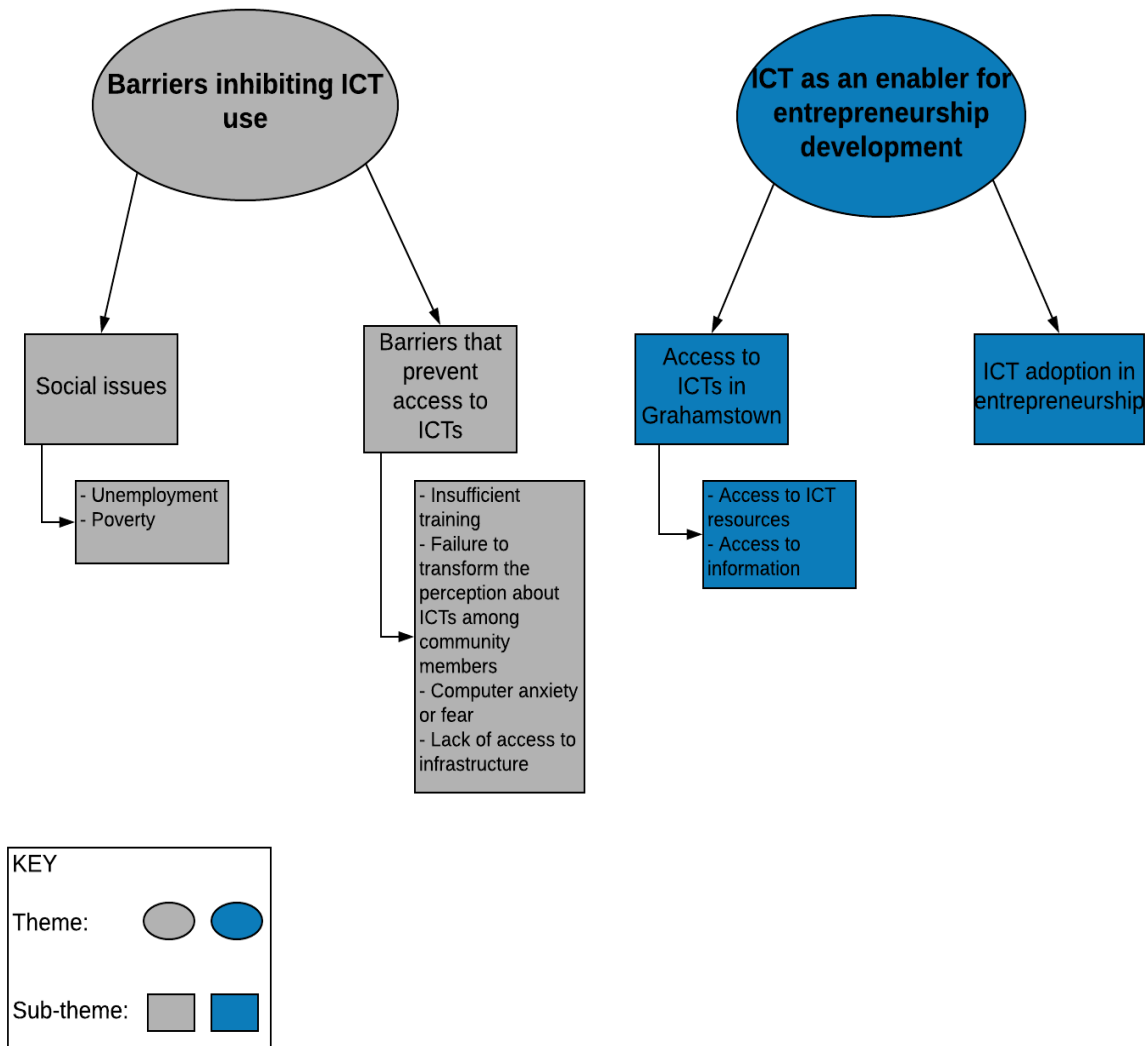 Barriers inhibiting ICT
use
ICT as an enabler for
entrepreneurship
development
Social issues
Barriers that
prevent
access to
ICTs
Access to
ICTs in
Grahamstown
ICT adoption in
entrepreneurship
- Unemployment
- Poverty
- Insufficient
training
- Failure to
transform the
perception about
ICTs among
community
members
- Computer anxiety
or fear
- Lack of access to
infrastructure
- Access to ICT
resources
- Access to
information
KEY
Theme:
Sub-theme: